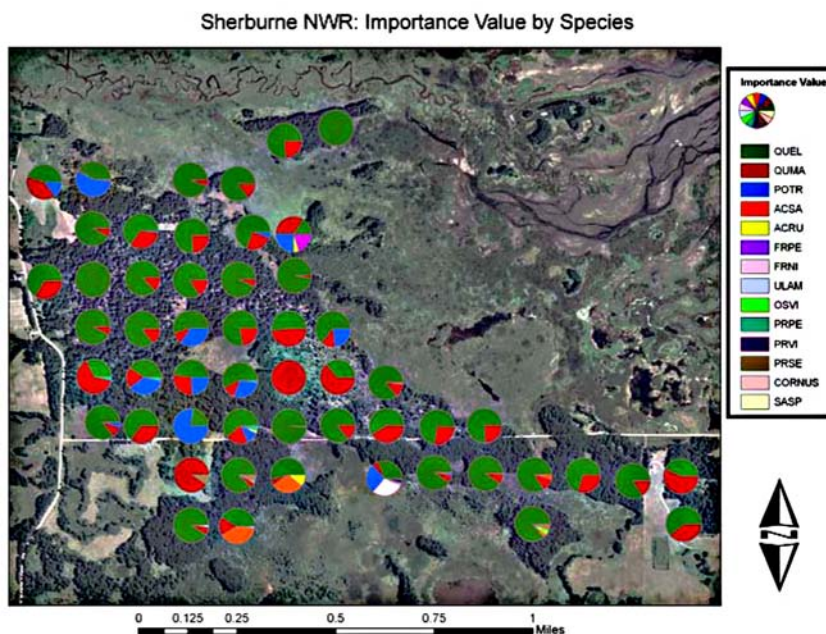 Sherburne NWR: Importance Value by Species
Importance Value
QUEL
QUMA
POTR
ACSA
ACRU
FRPE
FRNI
ULAM
OSVI
PRPE
PRVI
PRSE
CORNUS
SASP
N
0 0.125 0.25 0.5 0.75 1
Miles